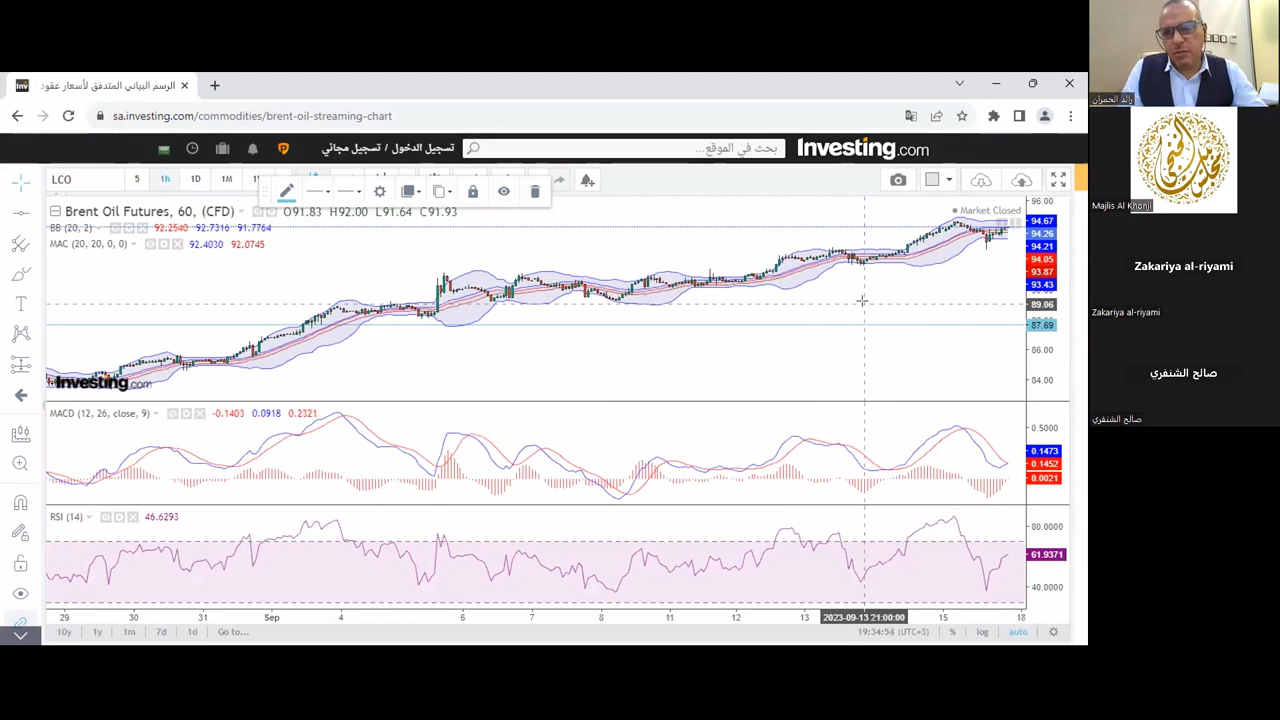 الرسم البياني المتدفق لأسعار عقود
sa.investing.com/commodities/brent-oil-streaming-chart
تسجيل الدخول / تسجيل مجاني
بحث في الموقع...
Investing.com
LCO
5
1h
1D
1M
Brent Oil Futures, 60, (CFD)
O91.83 H92.00 L91.64 C91.93
Market Closed
BB (20, 2) 92.2540 92.7316 91.7764
MAC (20, 20, 0, 0) 92.4030 92.0745
96.00
94.67
94.26
94.21
94.05
93.87
93.43
89.06
87.69
86.00
84.00
Investing.com
MACD (12, 26, close, 9) -0.1403 0.0918 0.2321
0.5000
0.1473
0.1452
0.0021
RSI (14) 46.6293
80.0000
61.9371
40.0000
29 30 31 Sep 4 6 7 8 11 12 13 2023-09-13 21:00:00 15 18
10y 1y 1m 7d 1d Go to...
19:34:54 (UTC+3) % log auto
رائد الحمران
مجلس الخنجي
Majlis Al Khonji
Zakariya al-riyami
Zakariya al-riyami
صالح الشنفري
صالح الشنفري